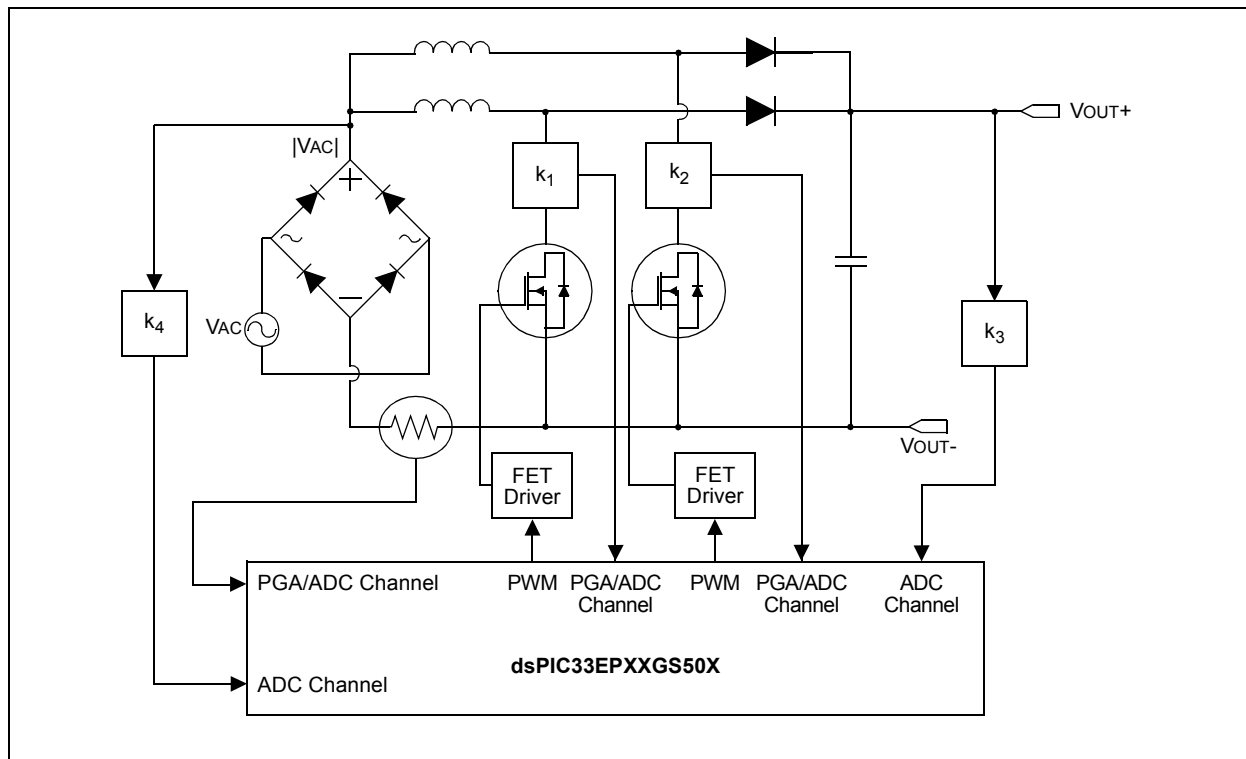 VOUT+
|VAC|
+
k1
k2
k4
VAC
−
k3
VOUT-
FET
Driver
FET
Driver
PGA/ADC Channel
PWM
PGA/ADC
Channel
PWM
PGA/ADC
Channel
ADC
Channel
dsPIC33EPXXGS50X
ADC Channel